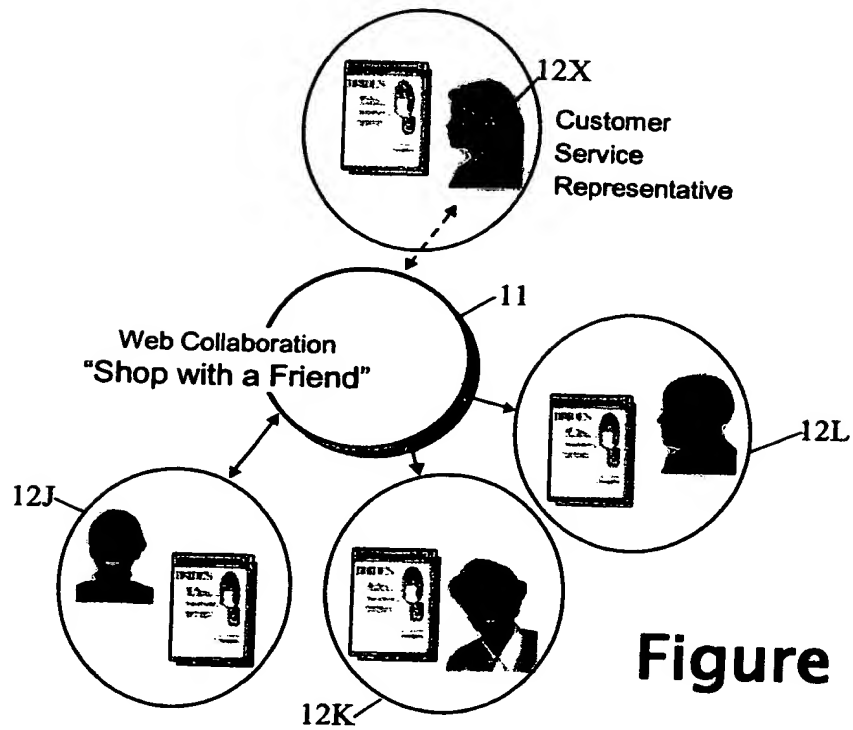 12X
Customer
Service
Representative
11
Web Collaboration
"Shop with a Friend"
12L
12J
12K
Figure